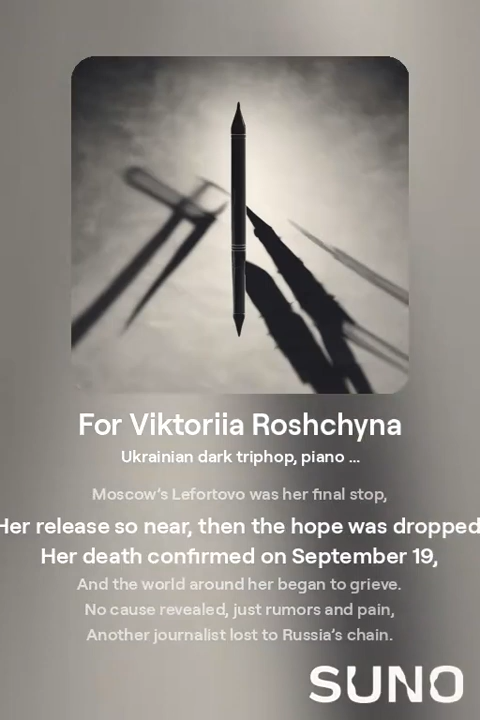 For Viktoriia Roshchyna
Ukrainian dark triphop, piano ...
Moscow's Lefortovo was her final stop,
Her release so near, then the hope was dropped
Her death confirmed on September 19,
And the world around her began to grieve.
No cause revealed, just rumors and pain,
Another journalist lost to Russia's chain.
SUNO